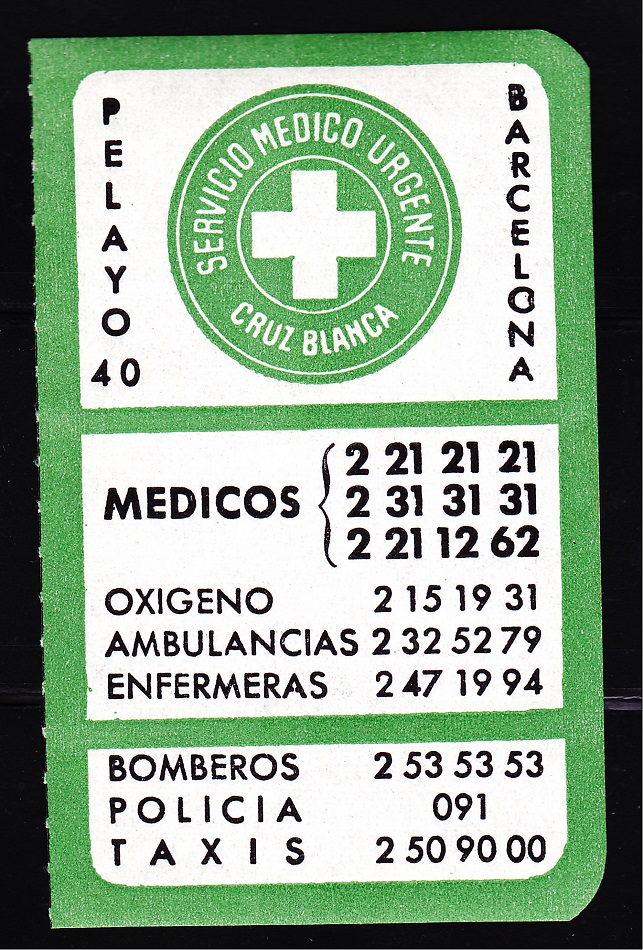 PELAYO 40
SERVICIO MEDICO URGENTE
CRUZ BLANCA
BARCELONA
MEDICOS { 2 21 21 21
2 31 31 31
2 21 12 62
OXIGENO 2 15 19 31
AMBULANCIAS 2 32 52 79
ENFERMERAS 2 47 19 94
BOMBEROS 2 53 53 53
POLICIA 091
TAXIS 2 50 90 00